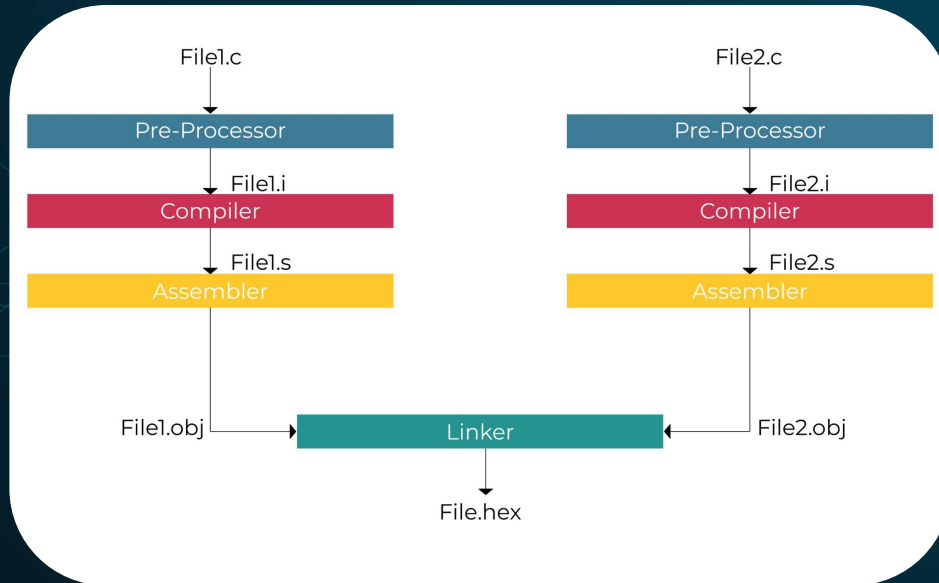 File1.c
Pre-Processor
File1.i
Compiler
File1.s
Assembler
File1.obj
File2.c
Pre-Processor
File2.i
Compiler
File2.s
Assembler
File2.obj
Linker
File.hex